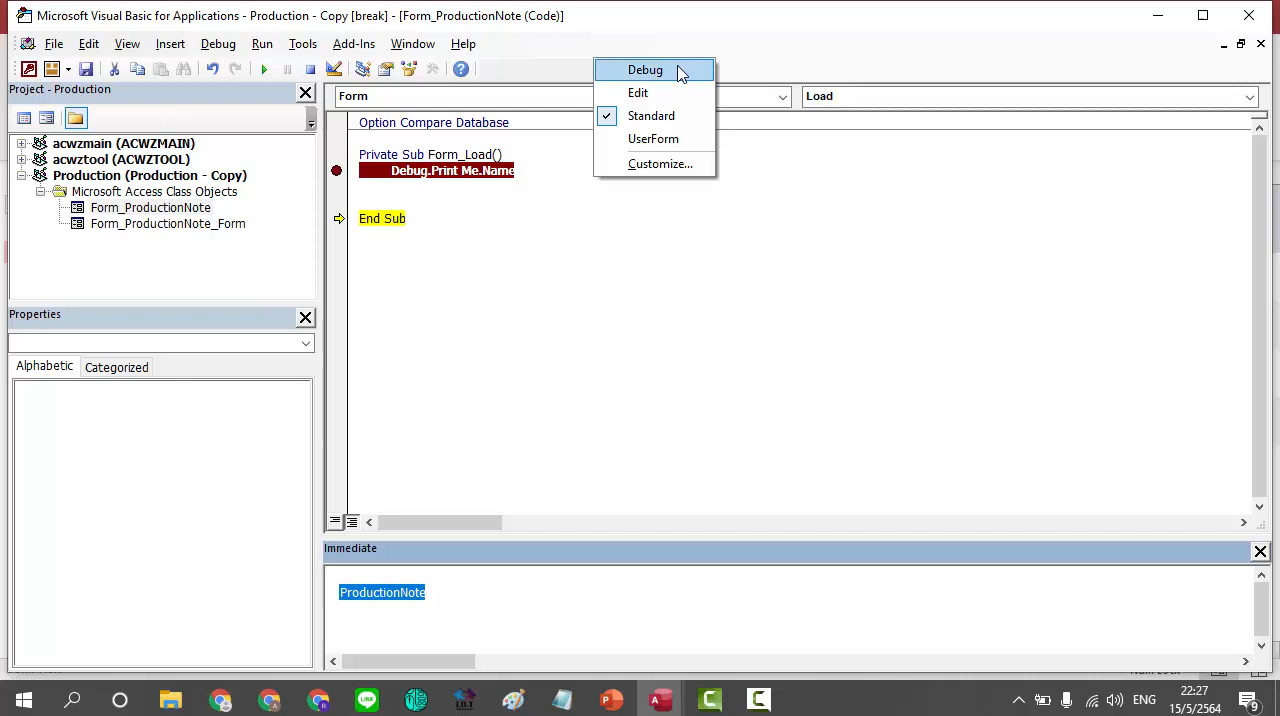 Microsoft Visual Basic for Applications - Production - Copy [break] - [Form_ProductionNote (Code)]
File Edit View Insert Debug Run Tools Add-Ins Window Help
Debug
Edit
Standard
UserForm
Customize...
Project - Production
acwzmain (ACWZMAIN)
acwztool (ACWZTOOL)
Production (Production - Copy)
Microsoft Access Class Objects
Form_ProductionNote
Form_ProductionNote_Form
Properties
Alphabetic Categorized
Form Load
Option Compare Database
Private Sub Form_Load()
Debug.Print Me.Name
End Sub
Immediate
ProductionNote
I.O.T
ENG
22:27
15/5/2564
9